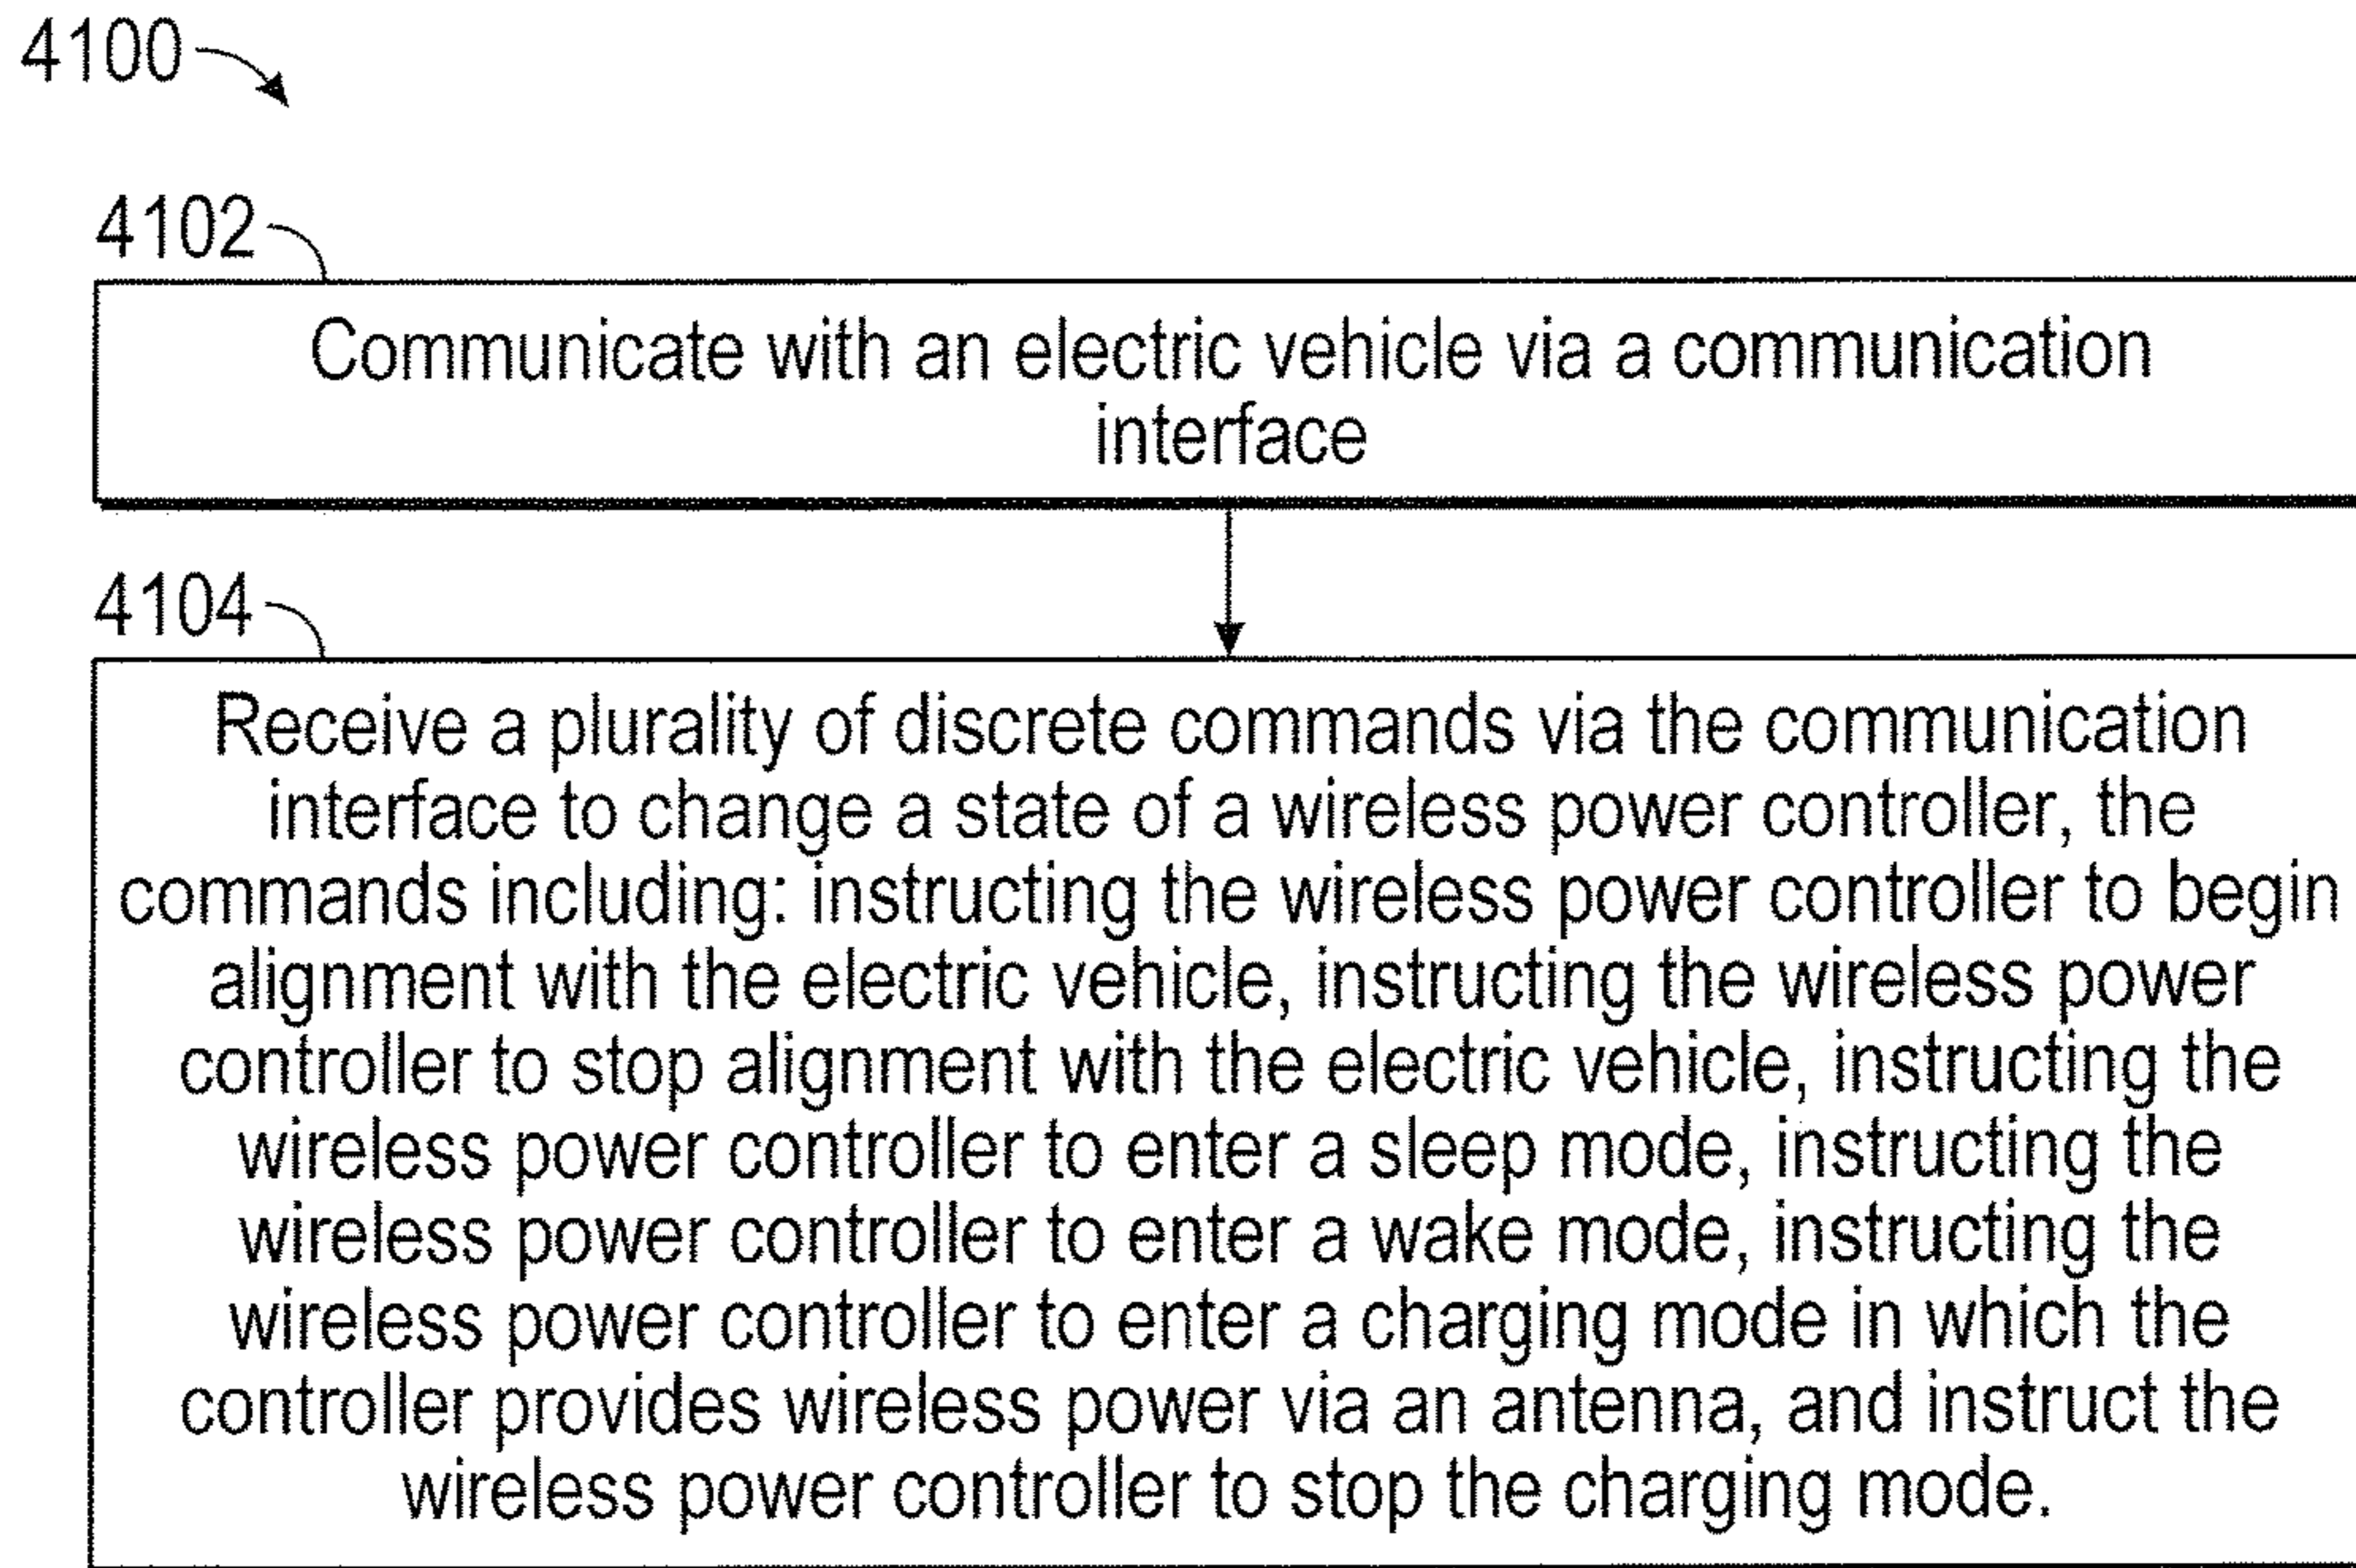 4100
4102
Communicate with an electric vehicle via a communication
interface
4104
Receive a plurality of discrete commands via the communication
interface to change a state of a wireless power controller, the
commands including: instructing the wireless power controller to begin
alignment with the electric vehicle, instructing the wireless power
controller to stop alignment with the electric vehicle, instructing the
wireless power controller to enter a sleep mode, instructing the
wireless power controller to enter a wake mode, instructing the
wireless power controller to enter a charging mode in which the
controller provides wireless power via an antenna, and instruct the
wireless power controller to stop the charging mode.